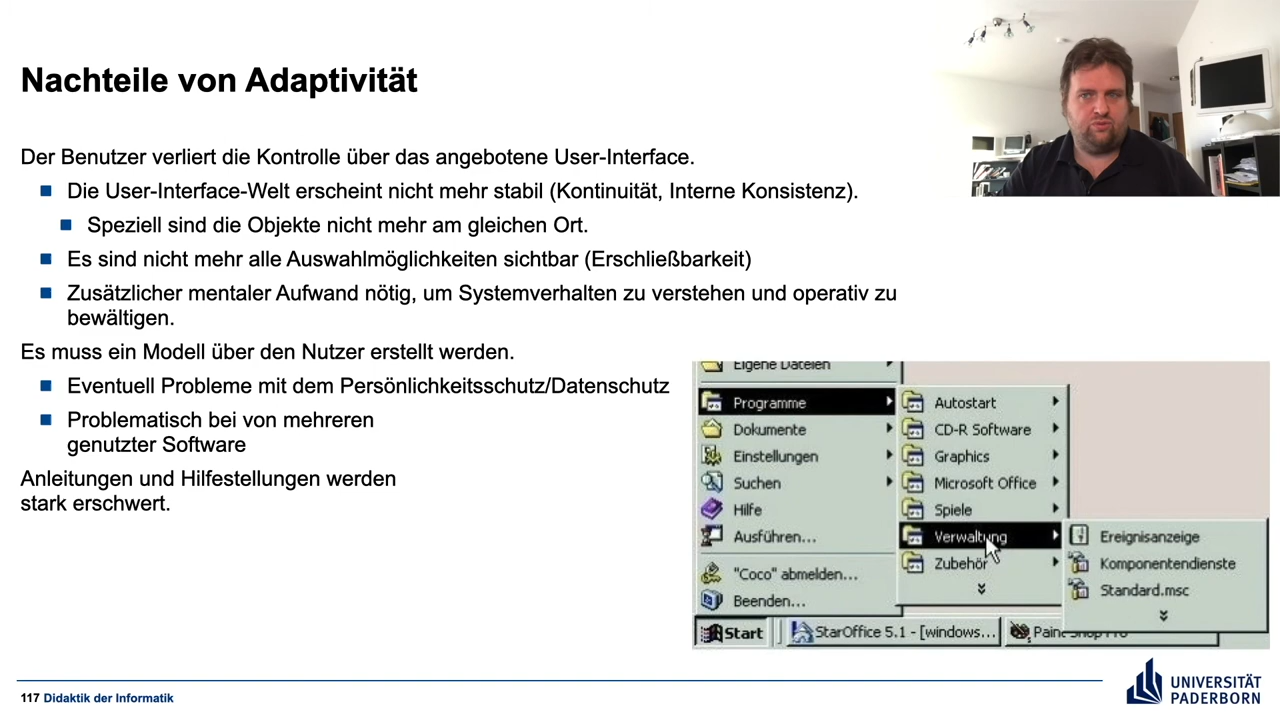 Nachteile von Adaptivität
Der Benutzer verliert die Kontrolle über das angebotene User-Interface.
Die User-Interface-Welt erscheint nicht mehr stabil (Kontinuität, Interne Konsistenz).
Speziell sind die Objekte nicht mehr am gleichen Ort.
Es sind nicht mehr alle Auswahlmöglichkeiten sichtbar (Erschließbarkeit)
Zusätzlicher mentaler Aufwand nötig, um Systemverhalten zu verstehen und operativ zu
bewältigen.
Es muss ein Modell über den Nutzer erstellt werden.
Eventuell Probleme mit dem Persönlichkeitsschutz/Datenschutz
Problematisch bei von mehreren
genutzter Software
Anleitungen und Hilfestellungen werden
stark erschwert.
Eigene Dateien
Programme
Dokumente
Einstellungen
Suchen
Hilfe
Ausführen...
"Coco" abmelden...
Beenden...
Autostart
CD-R Software
Graphics
Microsoft Office
Spiele
Verwaltung
Zubehör
Ereignisanzeige
Komponentendienste
Standard.msc
Start
StarOffice 5.1 - [windows...
Paint Shop Pro
117 Didaktik der Informatik
UNIVERSITÄT
PADERBORN